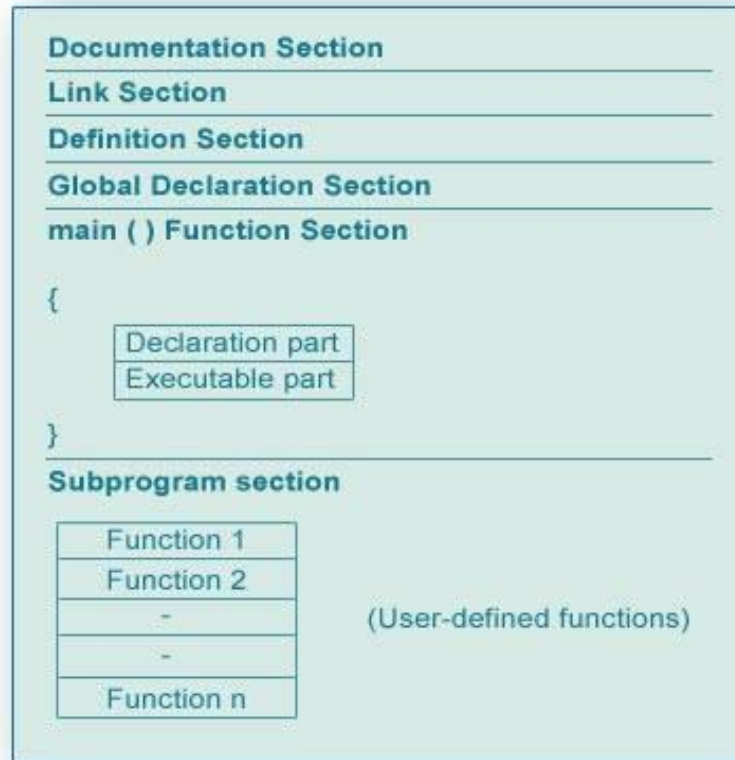 Documentation Section
Link Section
Definition Section
Global Declaration Section
main ( ) Function Section
{
Declaration part
Executable part
}
Subprogram section
Function 1
Function 2
-
(User-defined functions)
-
Function n